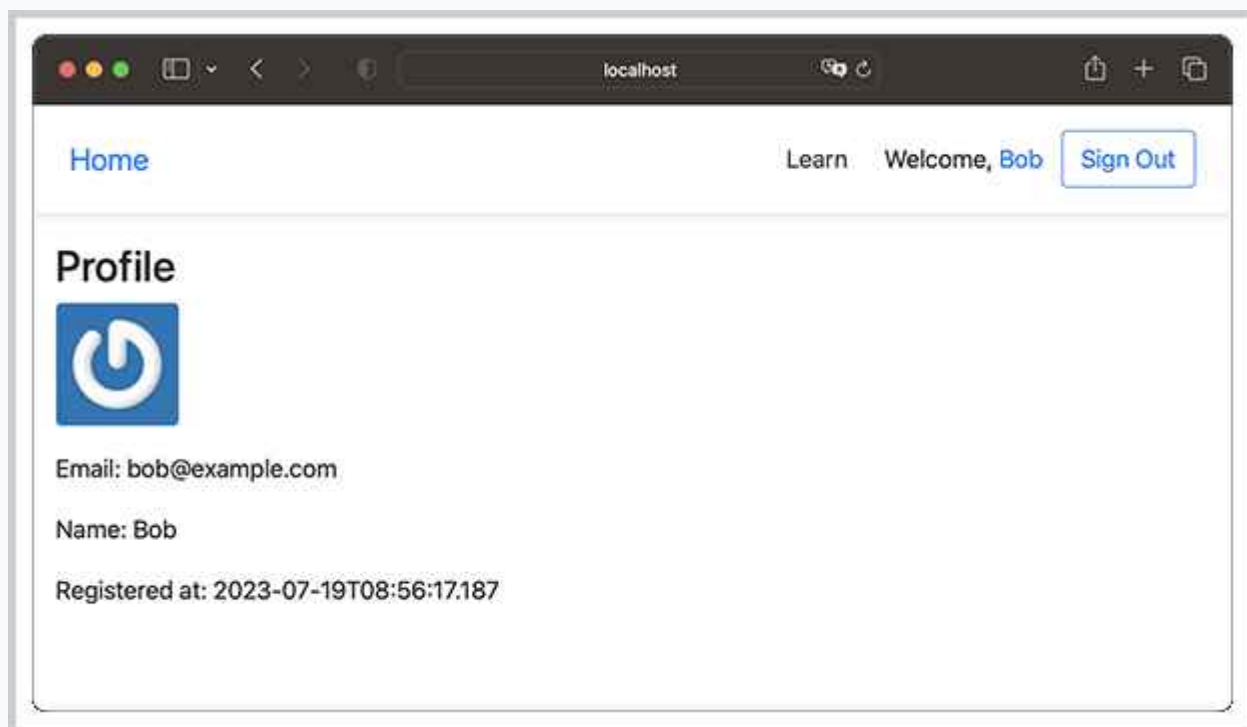 localhost
Home Learn Welcome, Bob Sign Out
Profile
Email: bob@example.com
Name: Bob
Registered at: 2023-07-19T08:56:17.187